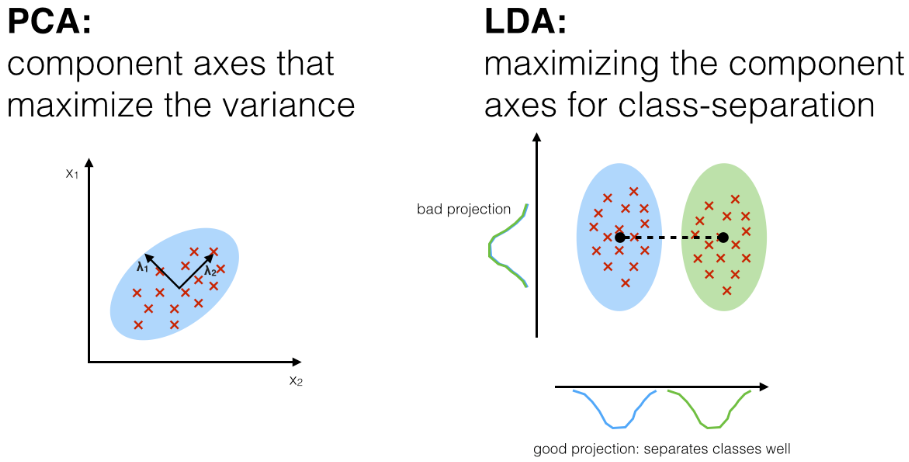 PCA:
component axes that
maximize the variance
x₁
λ₁
λ₂
x₂
LDA:
maximizing the component
axes for class-separation
bad projection
good projection: separates classes well